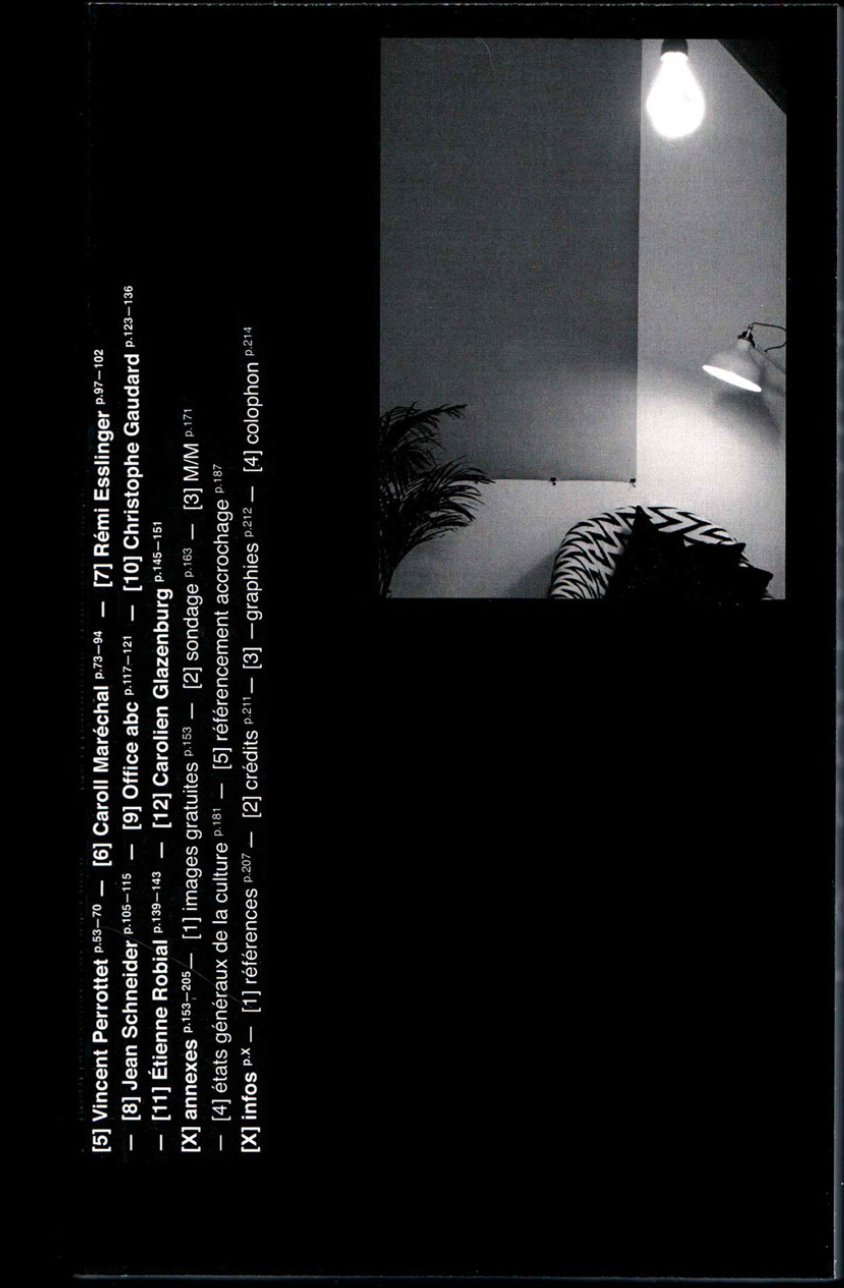 [5] Vincent Perrottet p.53—70 — [6] Caroll Maréchal p.73—94 — [7] Rémi Esslinger p.97—102
— [8] Jean Schneider p.105—115 — [9] Office abc p.117—121 — [10] Christophe Gaudard p.123—136
— [11] Étienne Robial p.139—143 — [12] Carolien Glazenburg p.145—151
[X] annexes p.153—205 — [1] images gratuites p.153 — [2] sondage p.163 — [3] M/M p.171
— [4] états généraux de la culture p.181 — [5] référencement accrochage p.187
[X] infos p.X — [1] références p.207 — [2] crédits p.211 — [3] —graphies p.212 — [4] colophon p.214